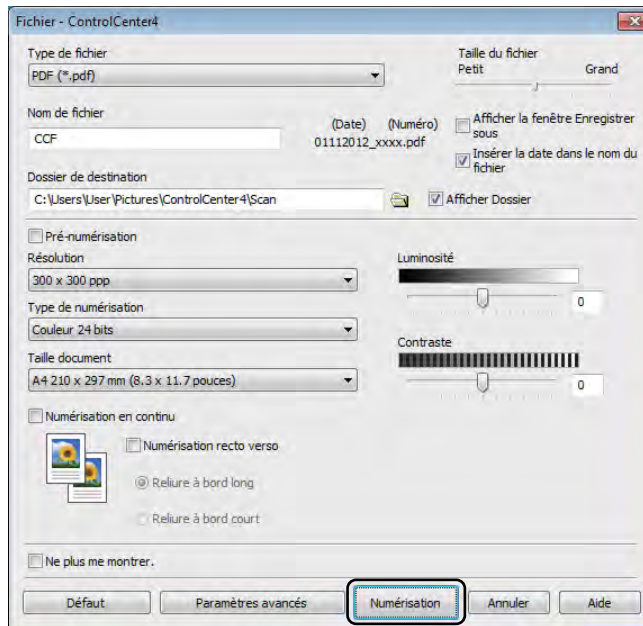 Fichier - ControlCenter4
Type de fichier
PDF (*.pdf)
Taille du fichier
Petit Grand
Nom de fichier
CCF
(Date) (Numéro)
01112012_xxxx.pdf
Afficher la fenêtre Enregistrer
sous
Insérer la date dans le nom du
fichier
Dossier de destination
C:\Users\User\Pictures\ControlCenter4\Scan
Afficher Dossier
Pré-numérisation
Résolution
300 x 300 ppp
Type de numérisation
Couleur 24 bits
Taille document
A4 210 x 297 mm (8.3 x 11.7 pouces)
Luminosité
0
Contraste
0
Numérisation en continu
Numérisation recto verso
Reliure à bord long
Reliure à bord court
Ne plus me montrer.
Défaut Paramètres avancés Numérisation Annuler Aide